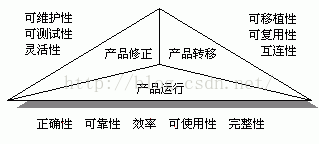 可维护性
可测试性
灵活性
可移植性
可复用性
互连性
产品修正
产品转移
产品运行
正确性 可靠性 效率 可使用性 完整性